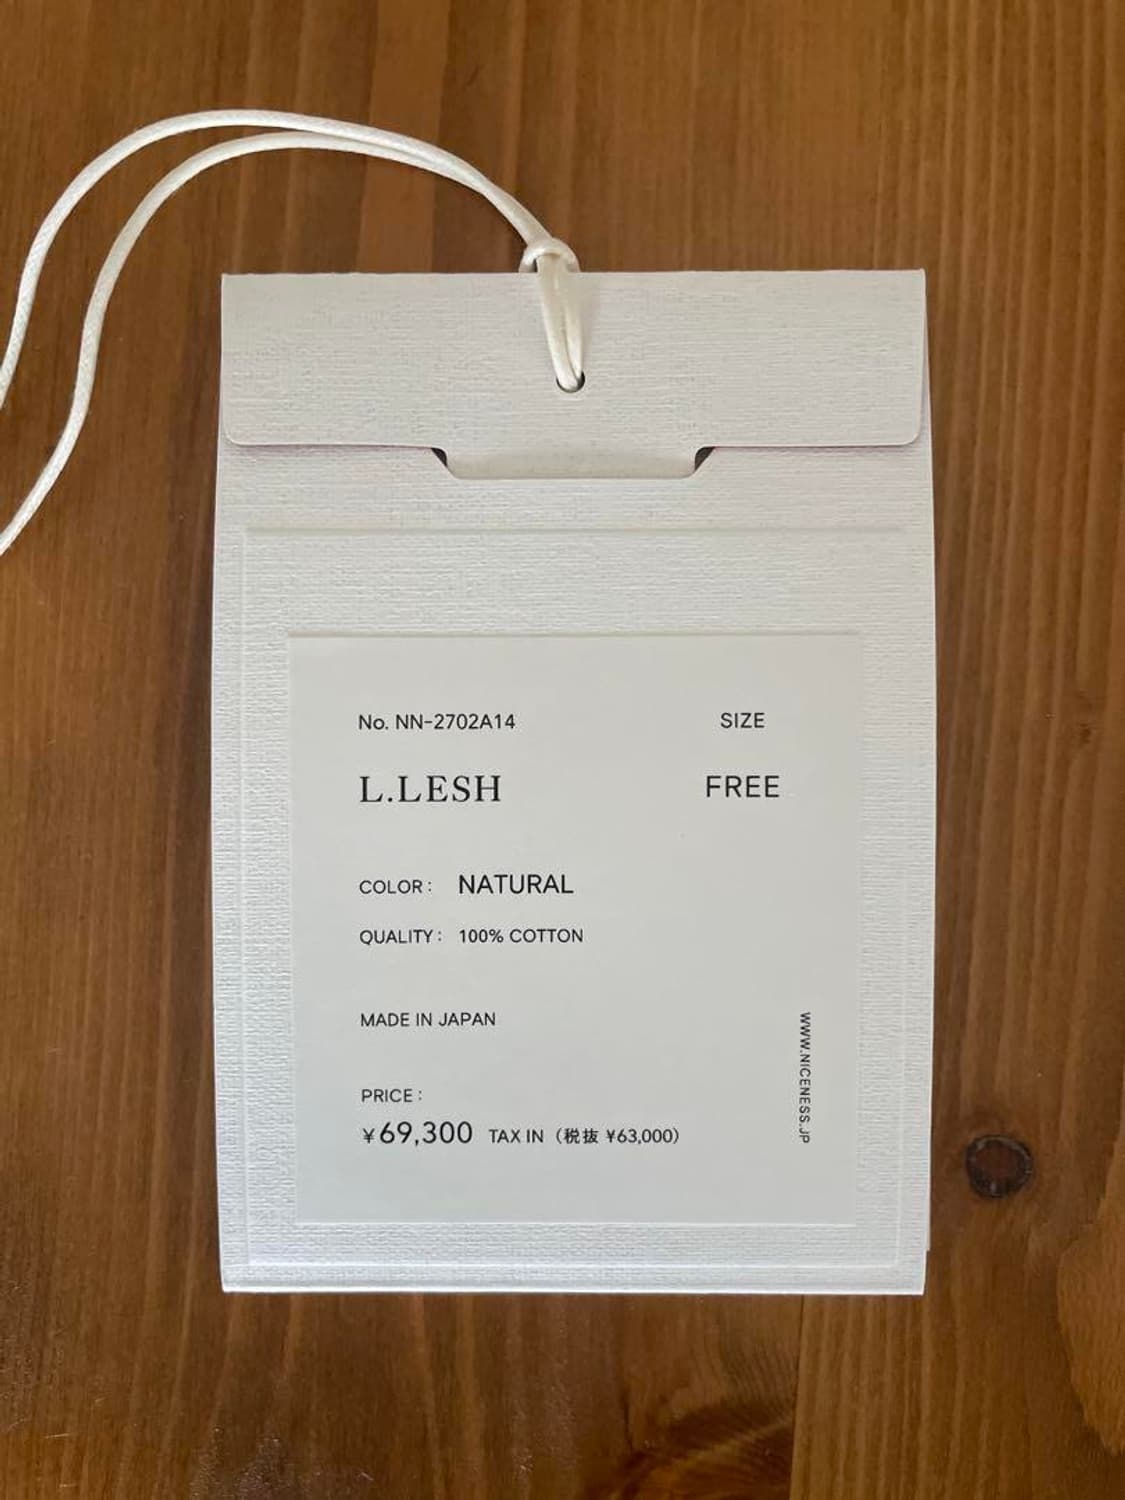 No. NN-2702A14 SIZE
L.LESH FREE
COLOR: NATURAL
QUALITY: 100% COTTON
MADE IN JAPAN
PRICE:
¥69,300 TAX IN (税抜 ¥63,000)
WWW.NICENESS.JP